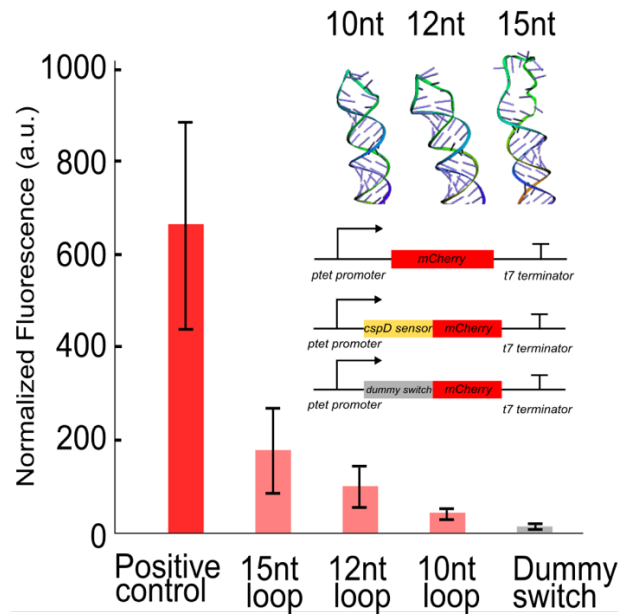 10nt 12nt 15nt
Normalized Fluorescence (a.u.)
1000
800
600
400
200
0
mCherry
ptet promoter t7 terminator
cspD sensor mCherry
ptet promoter t7 terminator
dummy switch mCherry
ptet promoter t7 terminator
Positive control
15nt loop
12nt loop
10nt loop
Dummy switch